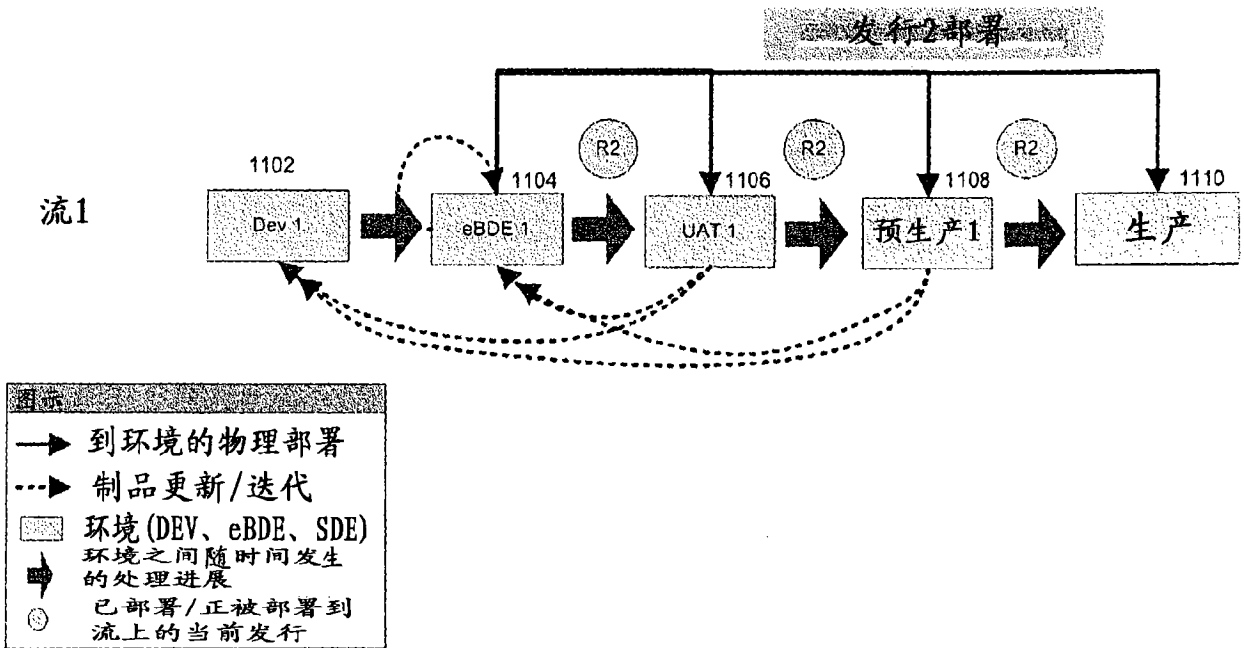 发行2部署
R2
R2
R2
1102
1104
1106
1108
1110
流1
Dev 1
eBDE 1
UAT 1
预生产1
生产
图示
到环境的物理部署
制品更新/迭代
环境(DEV、eBDE、SDE)
环境之间随时间发生
的处理进展
已部署/正被部署到
流上的当前发行